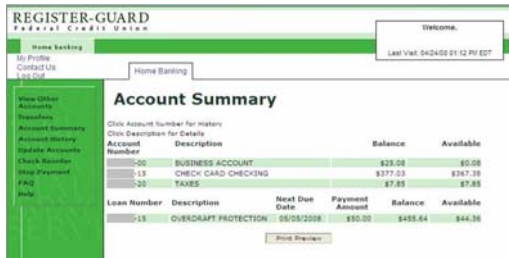 REGISTER-GUARD
Federal Credit Union
Welcome,
Home banking
Last Visit: 04/24/08 01:12 PM EDT
My Profile
Contact Us
Log Out
Home Banking
View Other
Accounts
Transfers
Account Summary
Account History
Update Accounts
Check Reorder
Stop Payment
FAQ
Help
Account Summary
Click Account Number for History
Click Description for Details
Account Number Description Balance Available
-00 BUSINESS ACCOUNT $25.08 $0.08
-15 CHECK CARD CHECKING $377.03 $367.38
-20 TAXES $7.85 $7.85
Loan Number Description Next Due Date Payment Amount Balance Available
-15 OVERDRAFT PROTECTION 05/05/2008 $50.00 $455.64 $44.36
Print Preview